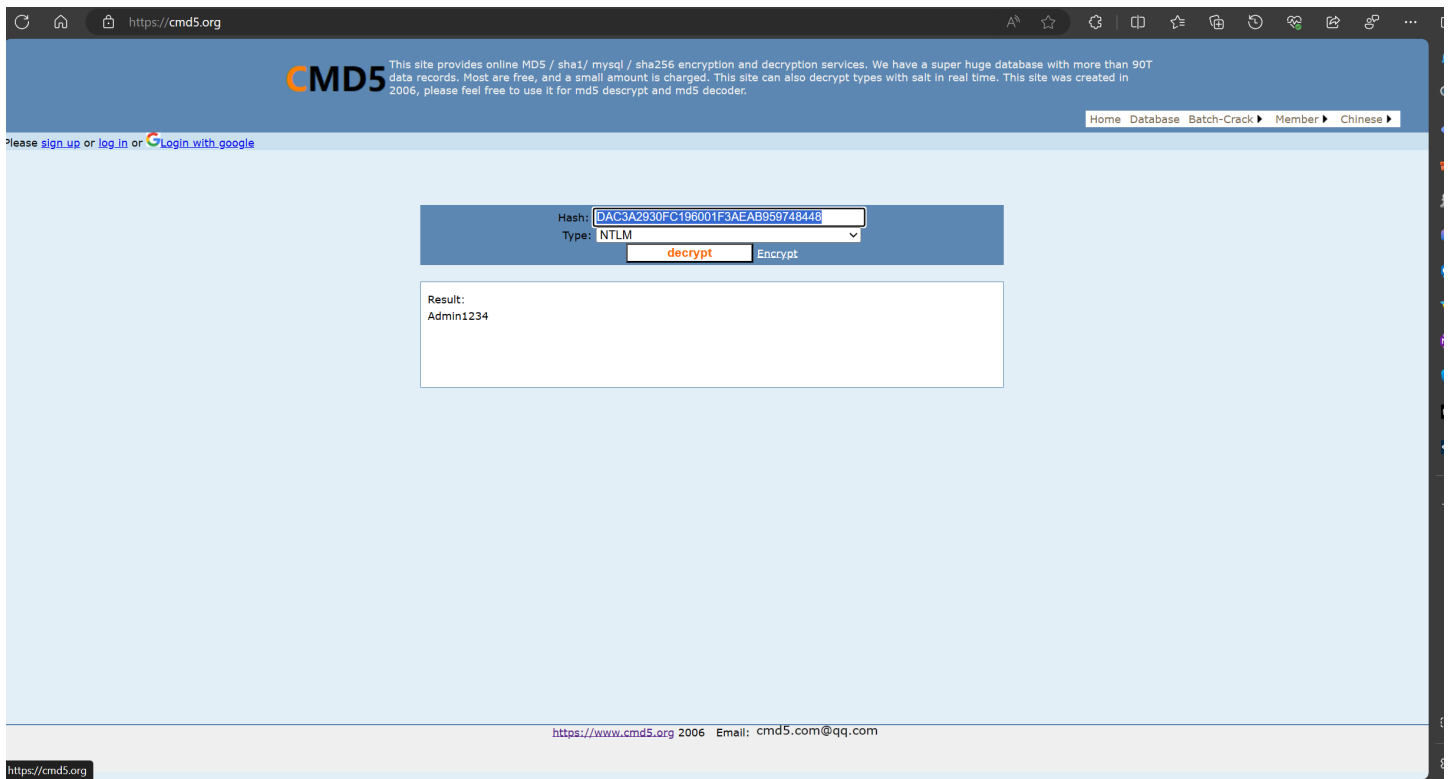 https://cmd5.org
CMD5
This site provides online MD5 / sha1/ mysql / sha256 encryption and decryption services. We have a super huge database with more than 90T
data records. Most are free, and a small amount is charged. This site can also decrypt types with salt in real time. This site was created in
2006, please feel free to use it for md5 descrypt and md5 decoder.
Home Database Batch-Crack Member Chinese
Please sign up or log in or Login with google
Hash: DAC3A2930FC196001F3AEAB959748448
Type: NTLM
decrypt Encrypt
Result:
Admin1234
https://www.cmd5.org 2006 Email: cmd5.com@qq.com
https://cmd5.org